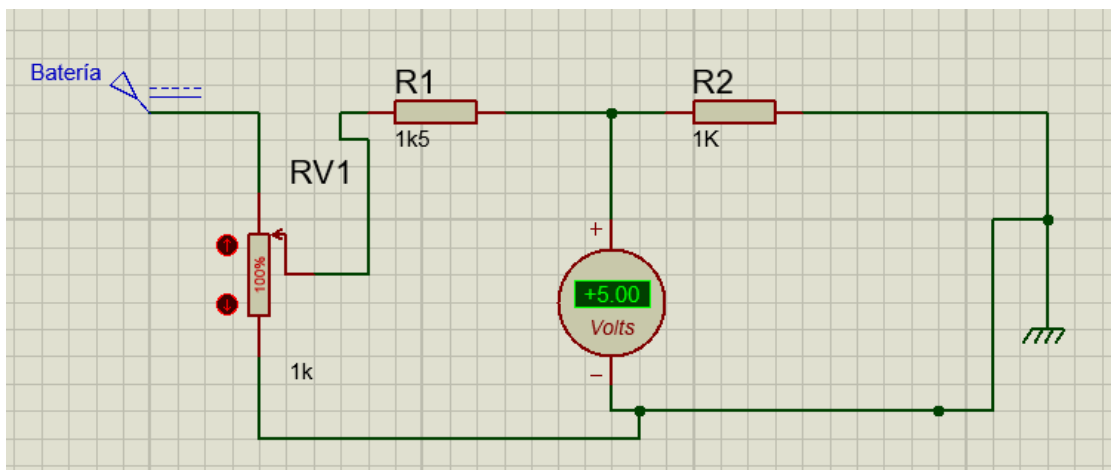 Batería
R1
1k5
R2
1K
RV1
100%
1k
+
+5.00
Volts
−